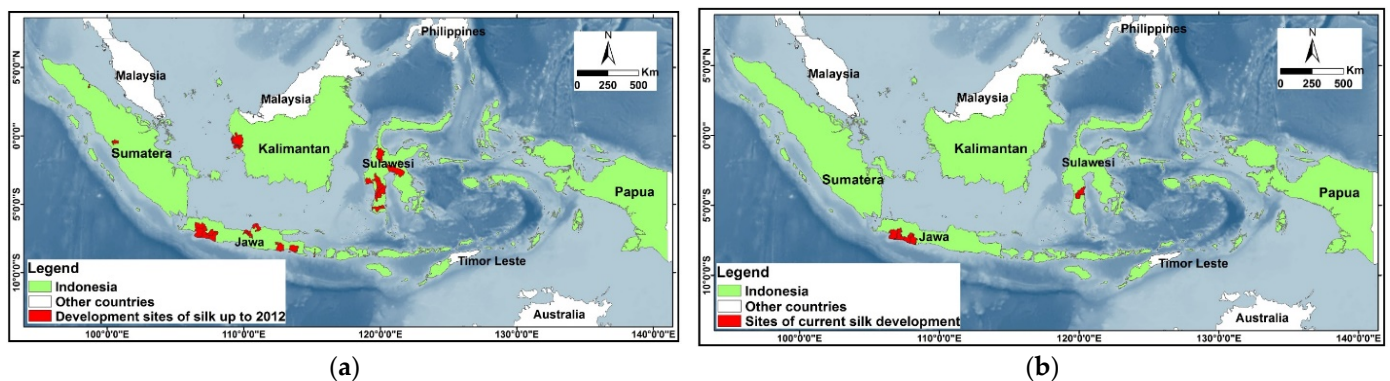 Philippines
N
0 250 500 Km
Malaysia
Malaysia
Kalimantan
Sumatera
Sulawesi
Papua
Jawa
Timor Leste
Australia
Legend
Indonesia
Other countries
Development sites of silk up to 2012
5°0'0"N
0°0'0"
5°0'0"S
10°0'0"S
100°0'0"E 110°0'0"E 120°0'0"E 130°0'0"E 140°0'0"E
(a)
Philippines
N
0 250 500 Km
Malaysia
Malaysia
Kalimantan
Sumatera
Sulawesi
Papua
Jawa
Timor Leste
Australia
Legend
Indonesia
Other countries
Sites of current silk development
5°0'0"N
0°0'0"
5°0'0"S
10°0'0"S
100°0'0"E 110°0'0"E 120°0'0"E 130°0'0"E 140°0'0"E
(b)